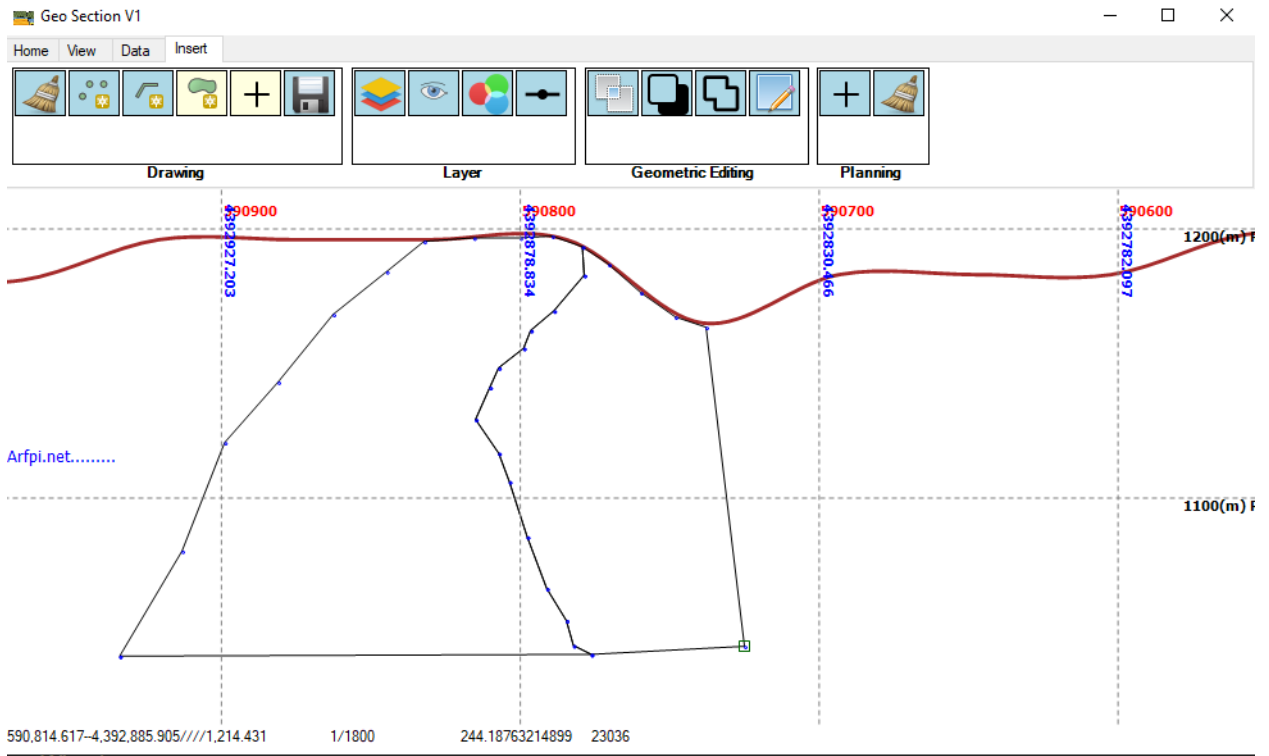 Geo Section V1
Home View Data Insert
Drawing Layer Geometric Editing Planning
590900 590800 590700 590600
4392927.203 4392878.834 4392830.466 4392782.097
1200(m)
Arfpi.net.........
1100(m)
590,814.617--4,392,885.905////1,214.431 1/1800 244.18763214899 23036